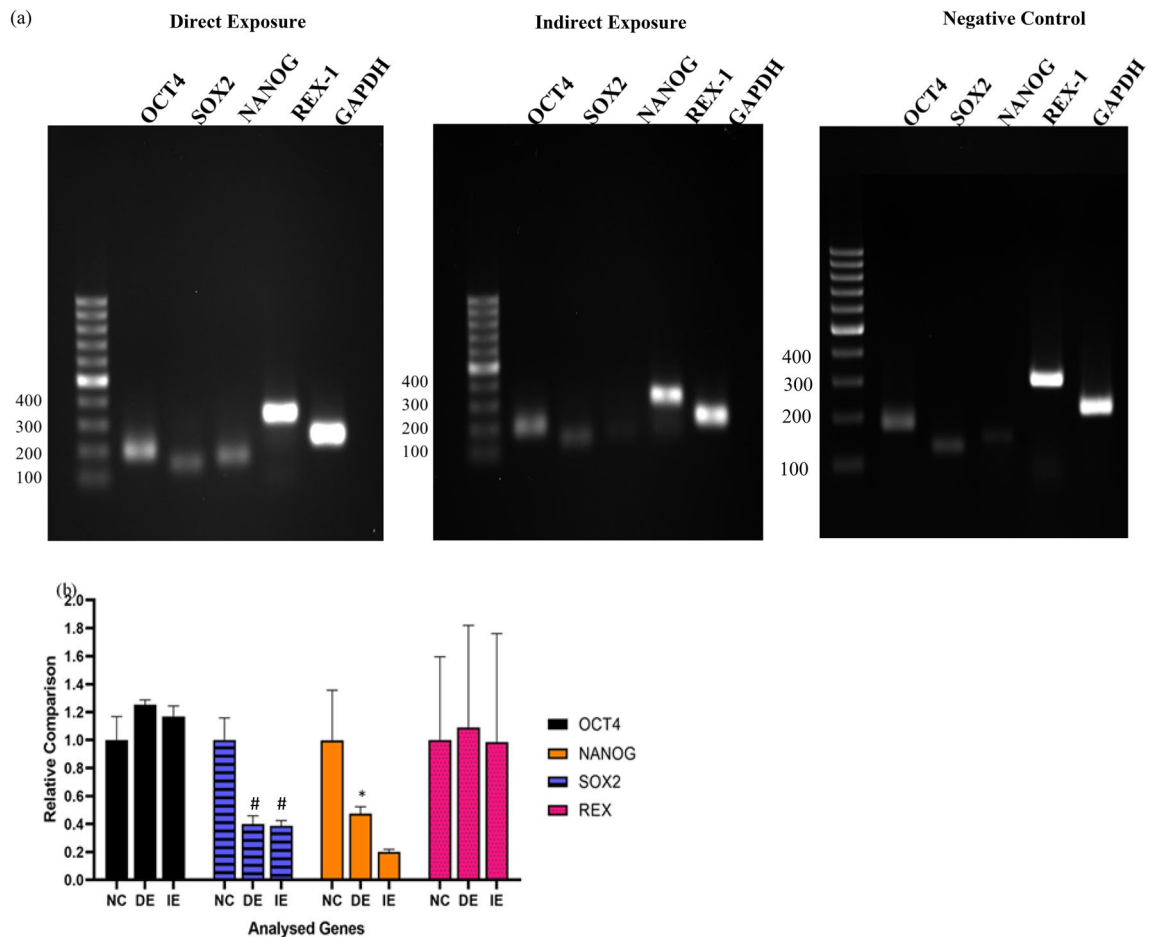 (a)
Direct Exposure
Indirect Exposure
Negative Control
OCT4 SOX2 NANOG REX-1 GAPDH
OCT4 SOX2 NANOG REX-1 GAPDH
OCT4 SOX2 NANOG REX-1 GAPDH
400
300
200
100
400
300
200
100
400
300
200
100
(b)
2.0
1.8
1.6
1.4
1.2
1.0
0.8
0.6
0.4
0.2
0.0
Relative Comparison
# # *
NC DE IE NC DE IE NC DE IE NC DE IE
Analysed Genes
OCT4
NANOG
SOX2
REX